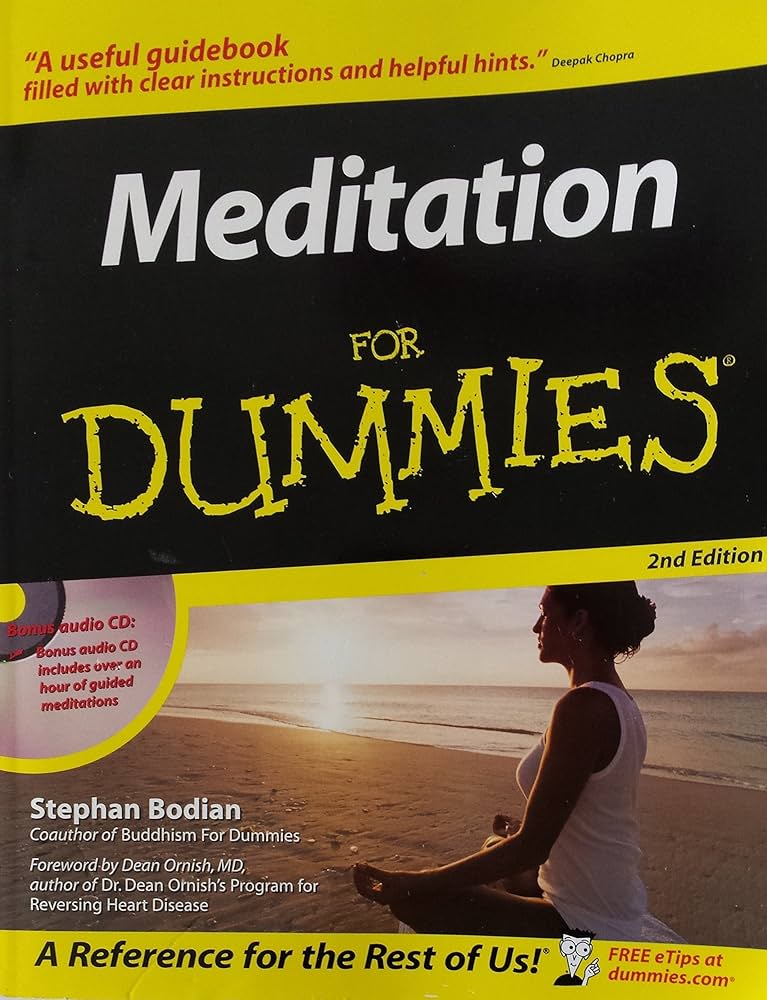 “A useful guidebook
filled with clear instructions and helpful hints.” Deepak Chopra
Meditation
FOR
DUMMIES®
2nd Edition
Bonus audio CD:
Bonus audio CD
includes over an
hour of guided
meditations
Stephan Bodian
Coauthor of Buddhism For Dummies
Foreword by Dean Ornish, MD,
author of Dr. Dean Ornish's Program for
Reversing Heart Disease
A Reference for the Rest of Us!®
FREE eTips at
dummies.com®